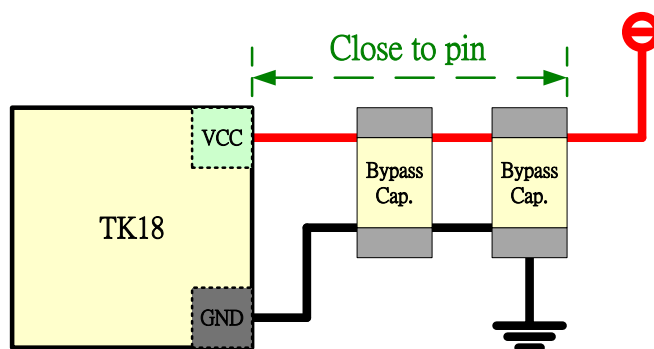 Close to pin
VCC
Bypass
Cap.
Bypass
Cap.
TK18
GND